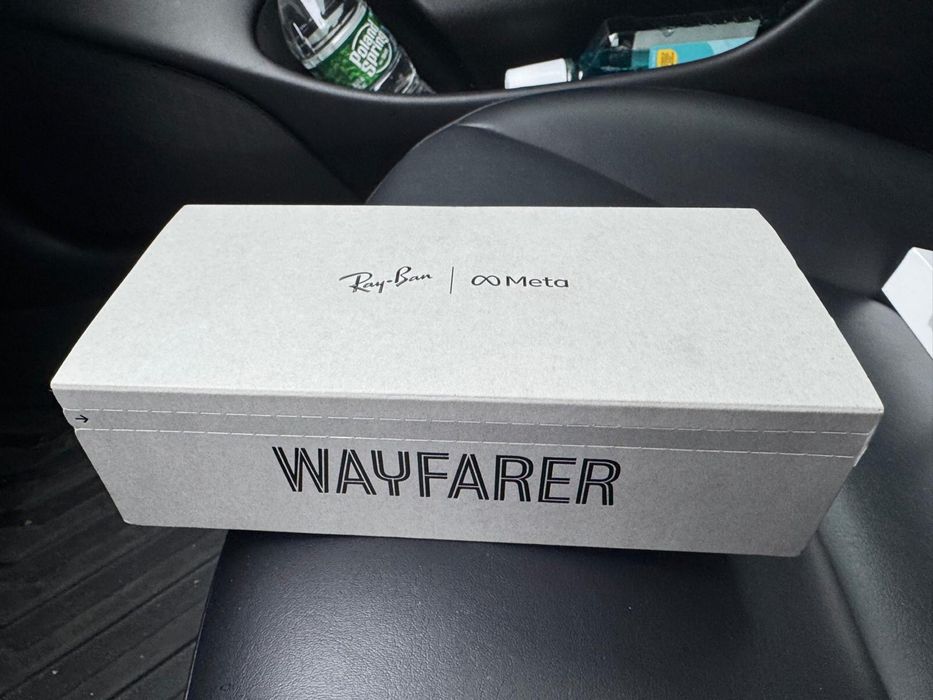 Poland
Spring
Ray-Ban | ∞ Meta
→
WAYFARER